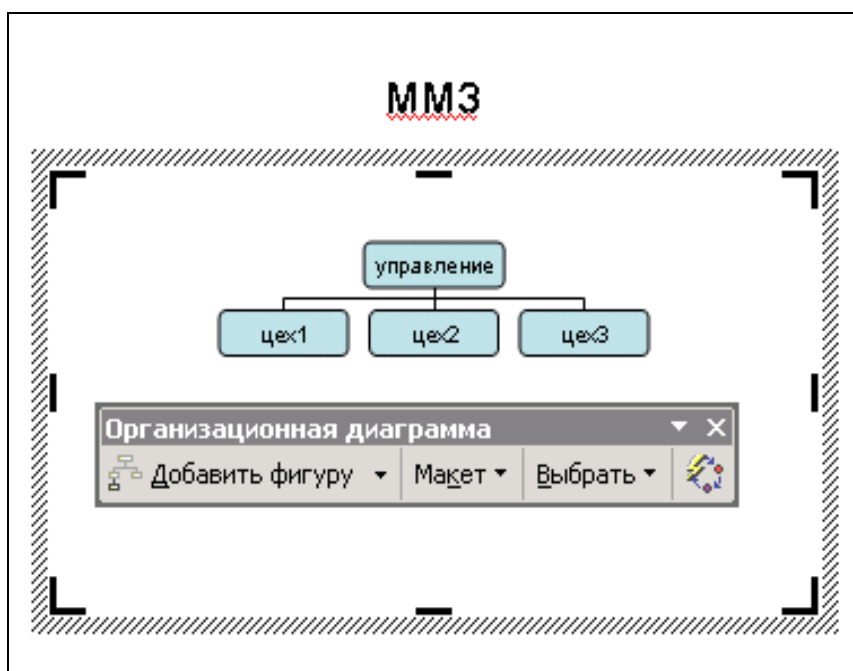 ММЗ
управление
цех1 цех2 цех3
Организационная диаграмма
Добавить фигуру Макет Выбрать